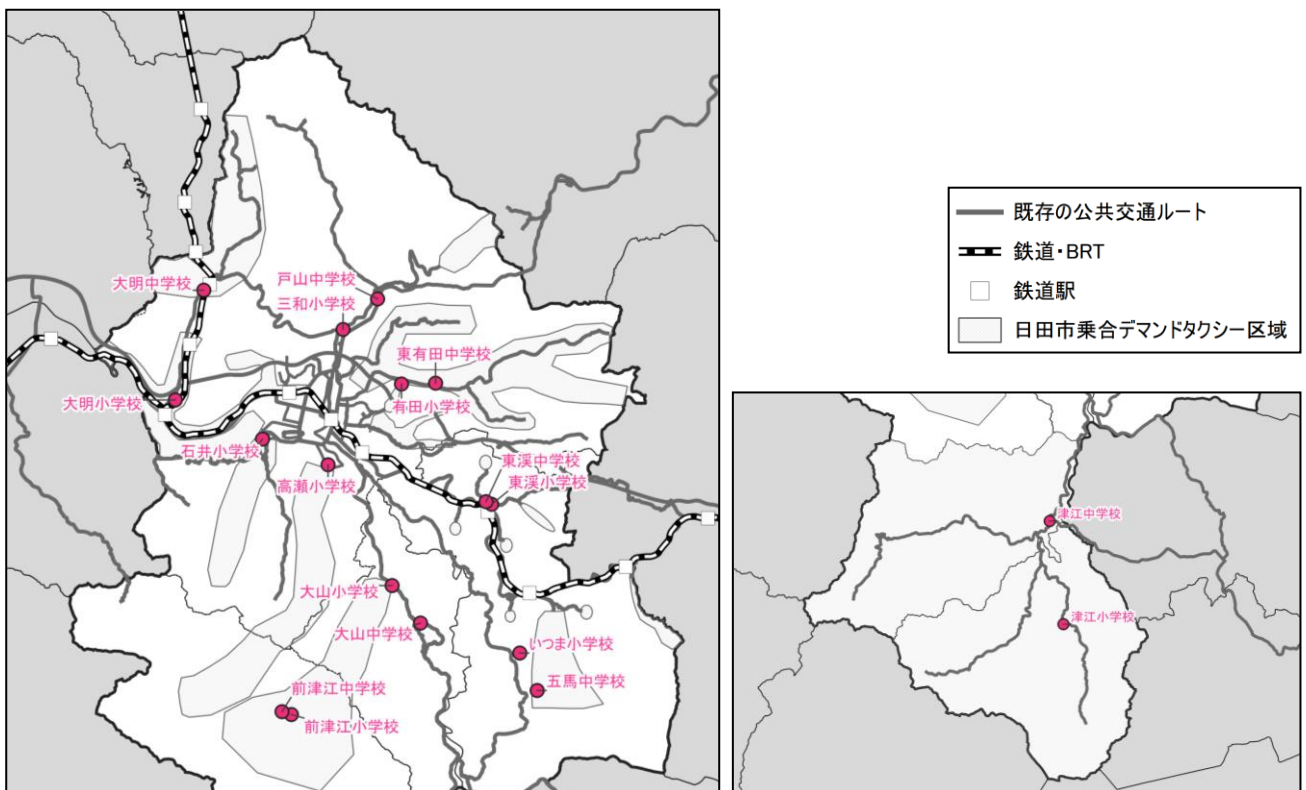 大明中学校
戸山中学校
三和小学校
東有田中学校
有田小学校
大明小学校
石井小学校
高瀬小学校
東渓中学校
東渓小学校
大山小学校
大山中学校
いつま小学校
五馬中学校
前津江中学校
前津江小学校
既存の公共交通ルート
鉄道・BRT
鉄道駅
日田市乗合デマンドタクシー区域
津江中学校
津江小学校